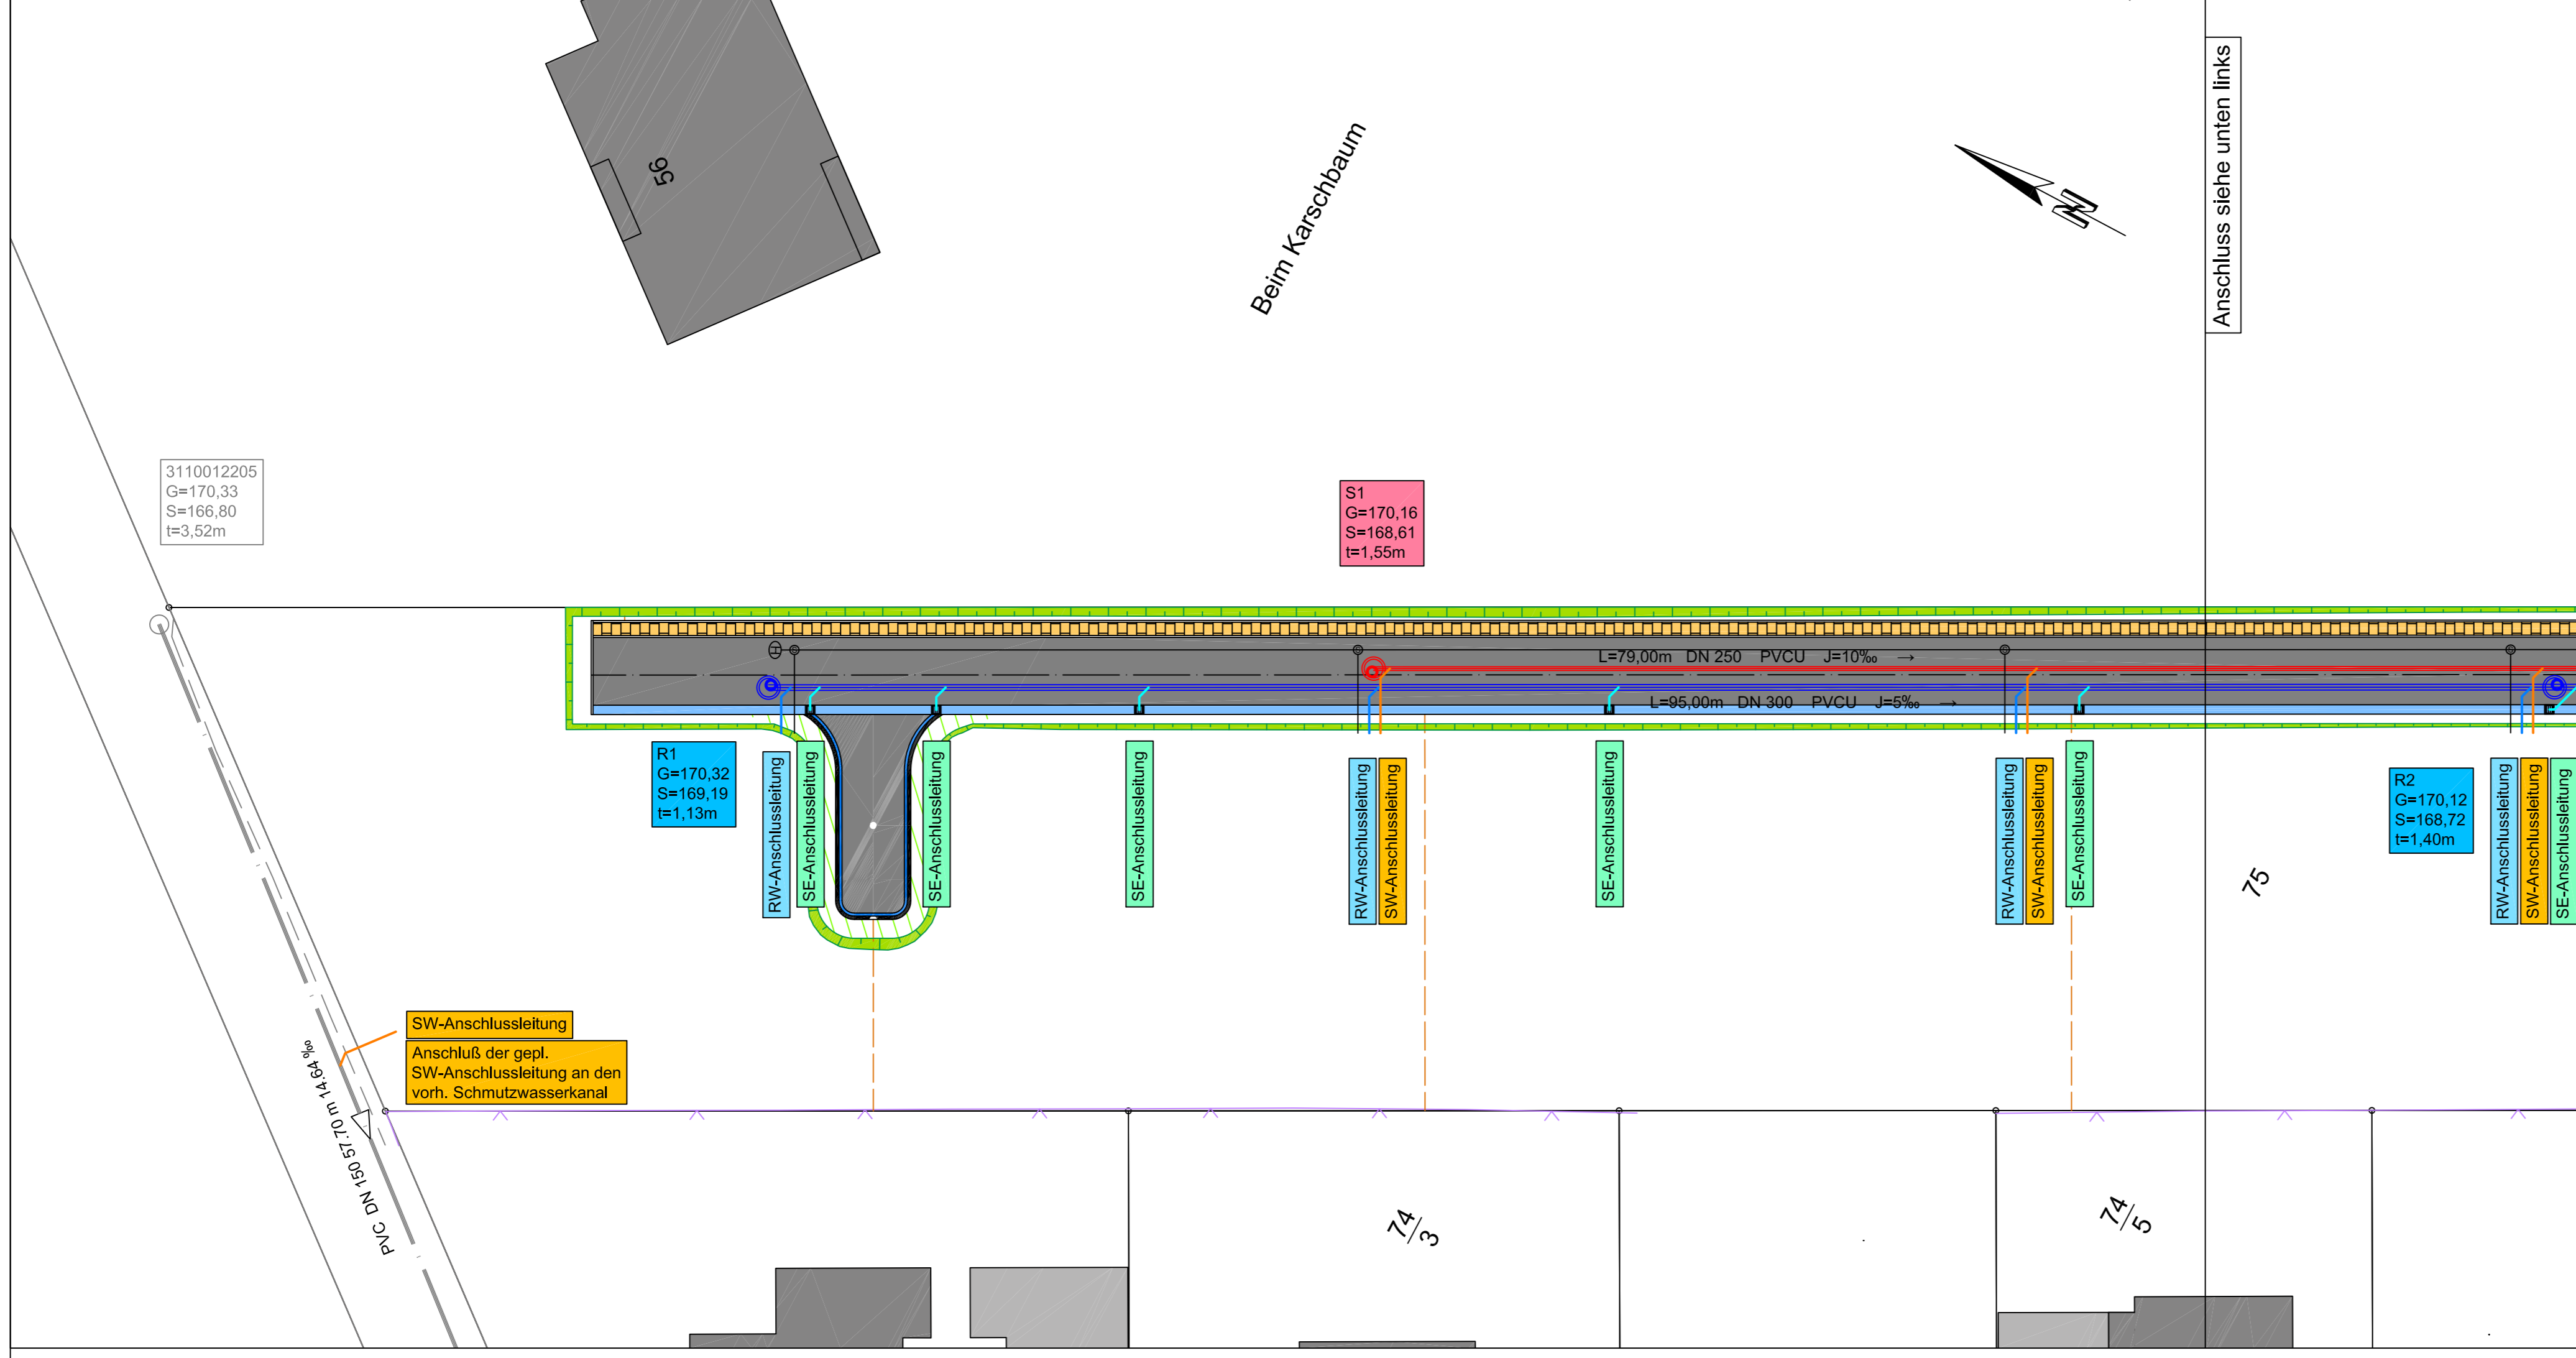 56
Beim Karschbaum
N
Anschluss siehe unten links
3110012205
G=170,33
S=166,80
t=3,52m
S1
G=170,16
S=168,61
t=1,55m
H
L=79,00m DN 250 PVCU J=10‰ →
L=95,00m DN 300 PVCU J=5‰ →
R1
G=170,32
S=169,19
t=1,13m
RW-Anschlussleitung
SE-Anschlussleitung
SE-Anschlussleitung
SE-Anschlussleitung
RW-Anschlussleitung
SW-Anschlussleitung
SE-Anschlussleitung
RW-Anschlussleitung
SW-Anschlussleitung
SE-Anschlussleitung
75
R2
G=170,12
S=168,72
t=1,40m
RW-Anschlussleitung
SW-Anschlussleitung
SE-Anschlussleitung
SW-Anschlussleitung
Anschluß der gepl.
SW-Anschlussleitung an den
vorh. Schmutzwasserkanal
PVC DN 150 57.70 m 14.64 ‰
74
3
74
5